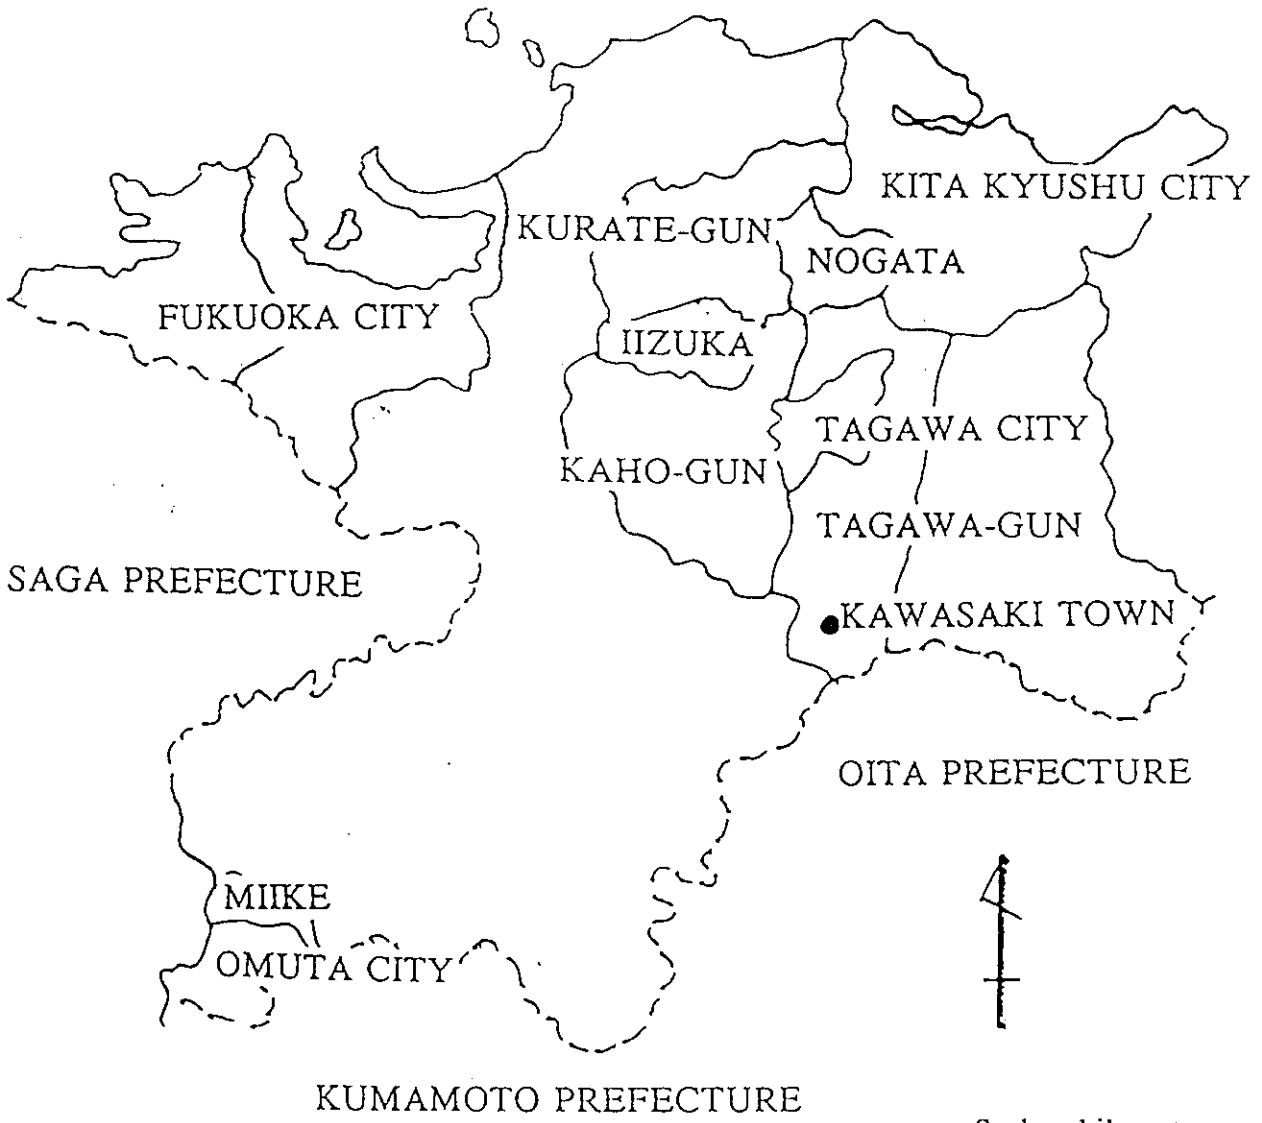 KITA KYUSHU CITY
KURATE-GUN
NOGATA
FUKUOKA CITY
IIZUKA
TAGAWA CITY
KAHO-GUN
TAGAWA-GUN
SAGA PREFECTURE
KAWASAKI TOWN
OITA PREFECTURE
MIIKE
OMUTA CITY
KUMAMOTO PREFECTURE